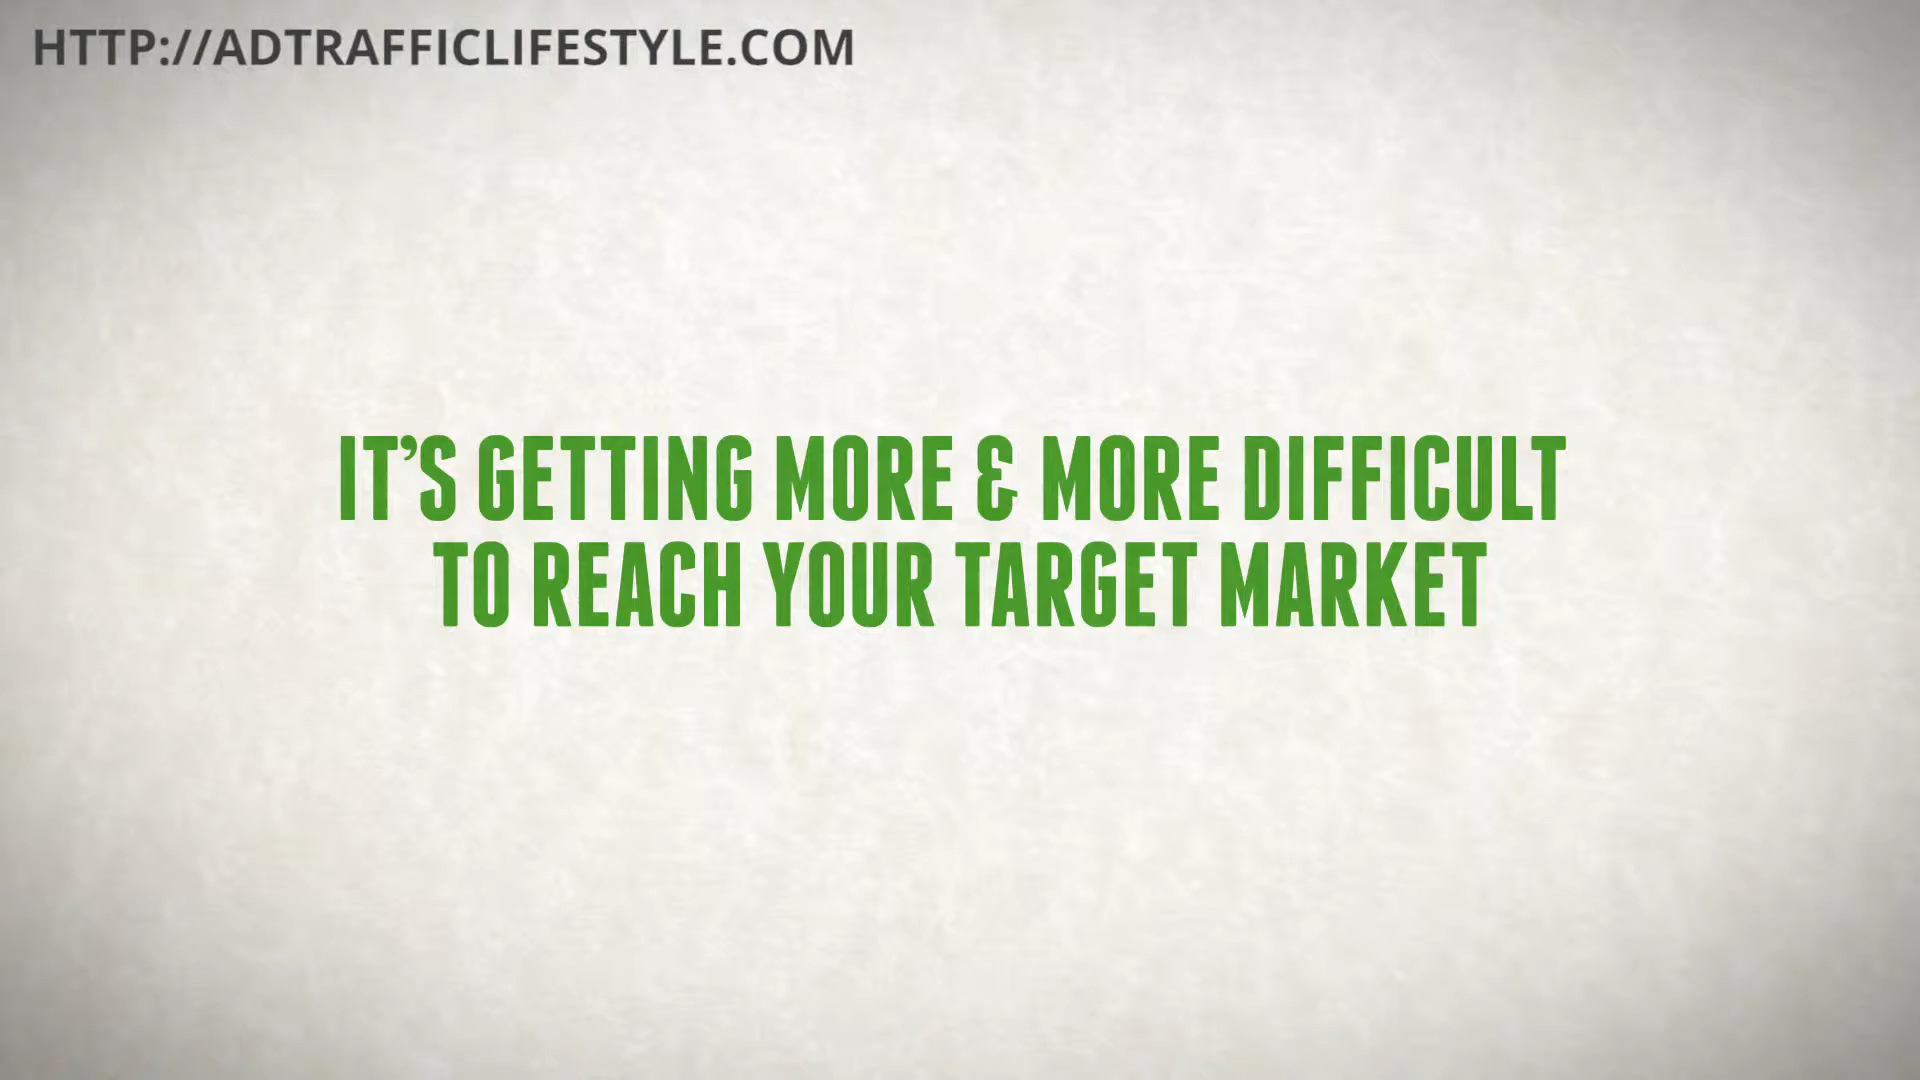 HTTP://ADTRAFFICLIFESTYLE.COM
IT’S GETTING MORE & MORE DIFFICULT
TO REACH YOUR TARGET MARKET